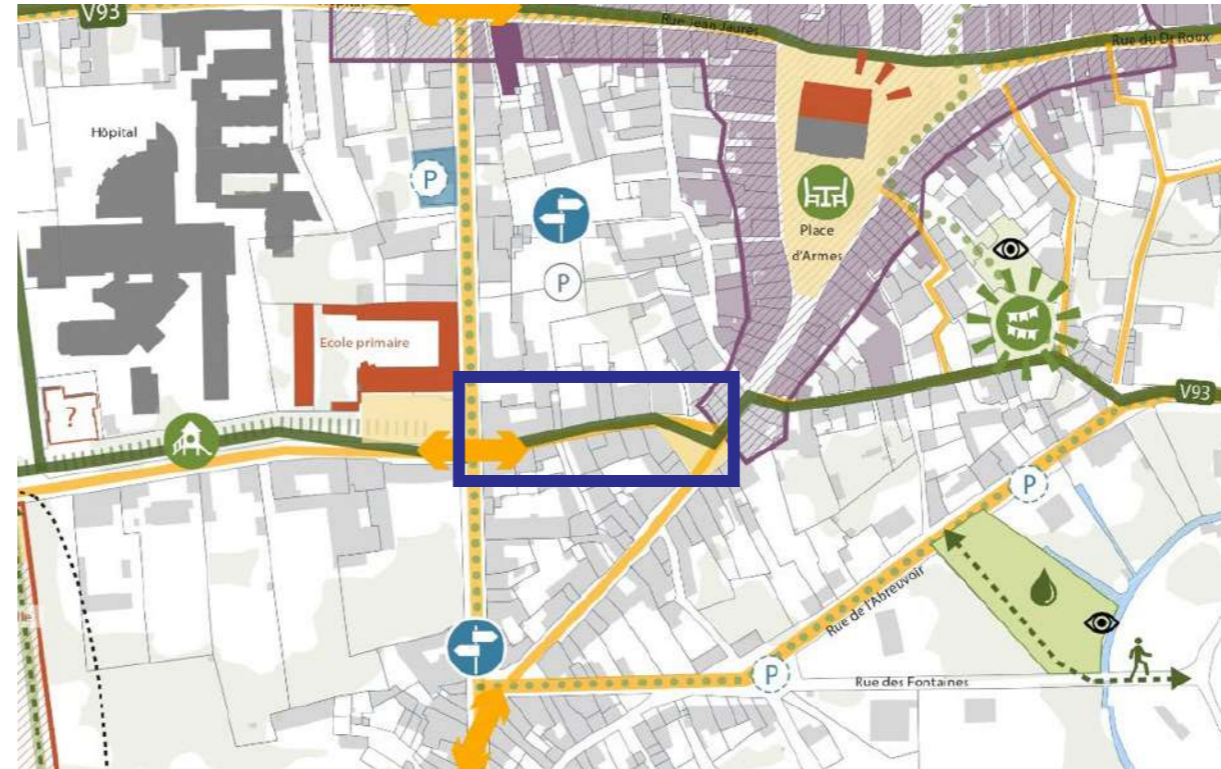 V93
Rue Jean Jaurès
Rue du Dr Roux
Hôpital
P
Place
d'Armes
P
Ecole primaire
?
V93
P
Rue de l'Abreuvoir
P
Rue des Fontaines